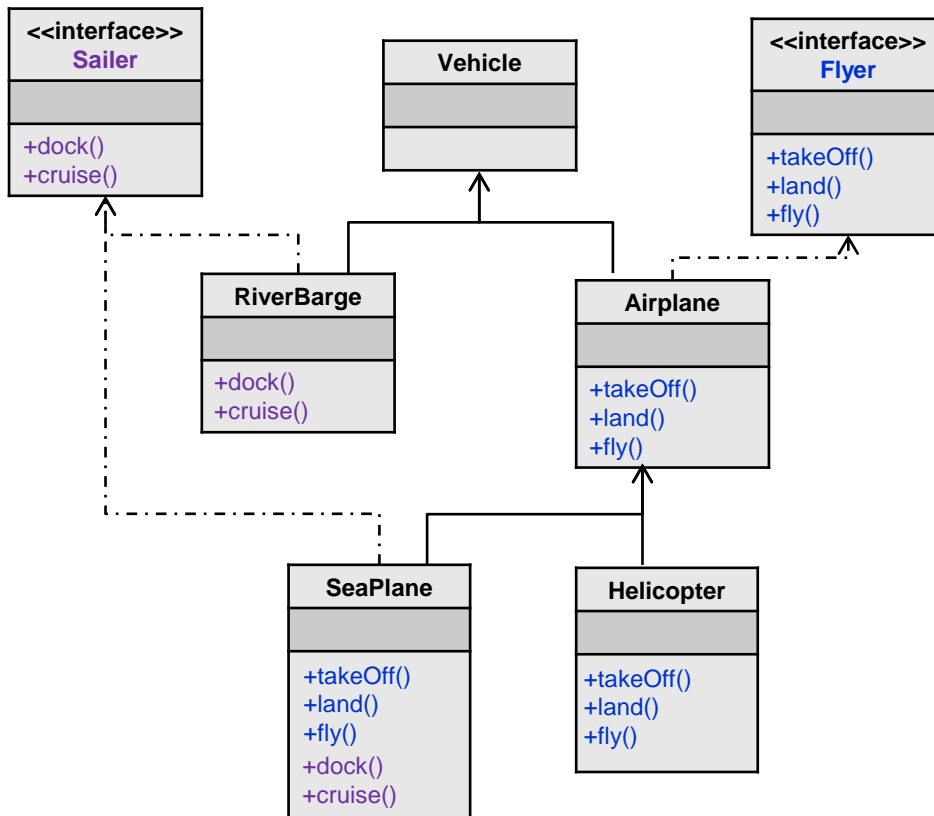 <<interface>>
Sailer
+dock()
+cruise()
Vehicle
<<interface>>
Flyer
+takeOff()
+land()
+fly()
RiverBarge
+dock()
+cruise()
Airplane
+takeOff()
+land()
+fly()
SeaPlane
+takeOff()
+land()
+fly()
+dock()
+cruise()
Helicopter
+takeOff()
+land()
+fly()